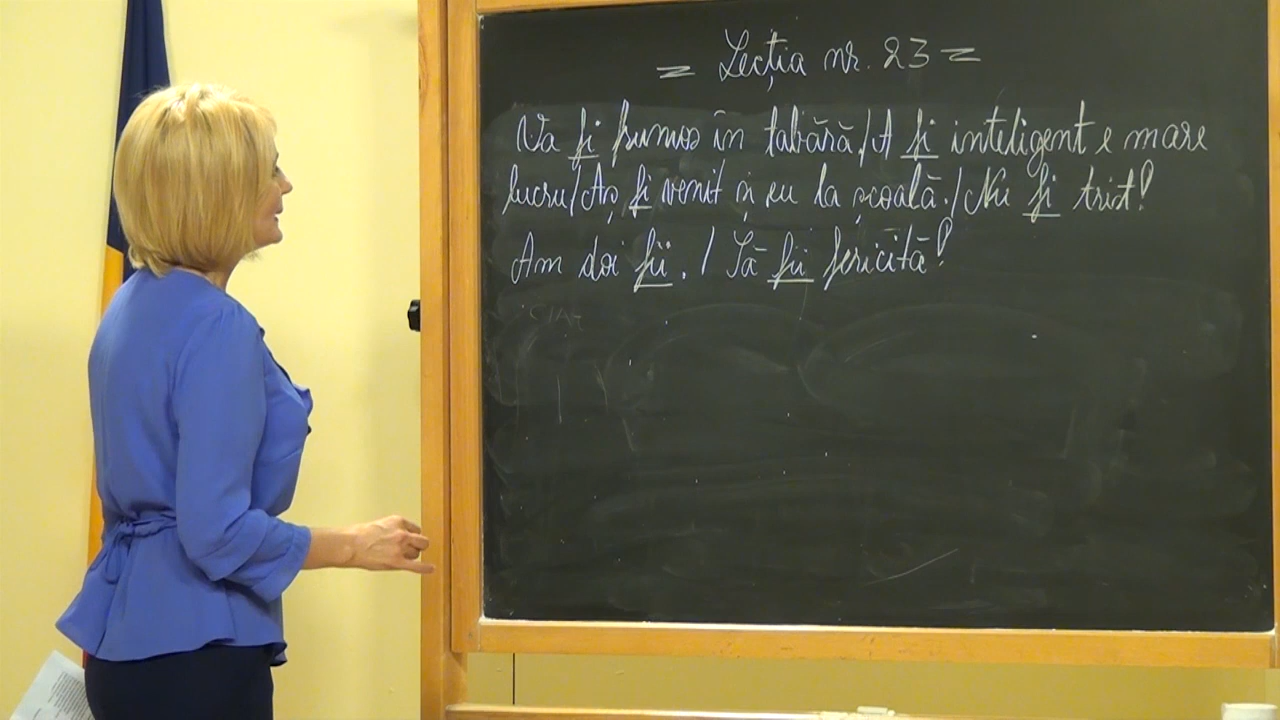 = Lecția nr. 23 =
Va fi frumos în tabără./A fi inteligent e mare
lucru/Aș fi venit și eu la școală./Nu fi trist!
Am doi fii. / Să fii fericită!